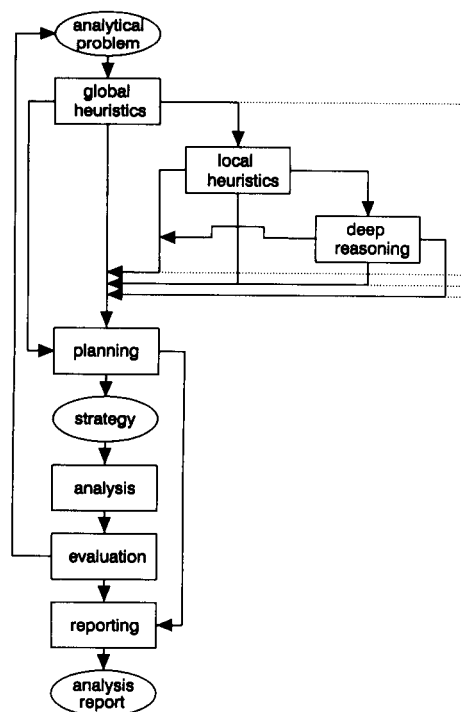 analytical
problem
global
heuristics
local
heuristics
deep
reasoning
planning
strategy
analysis
evaluation
reporting
analysis
report